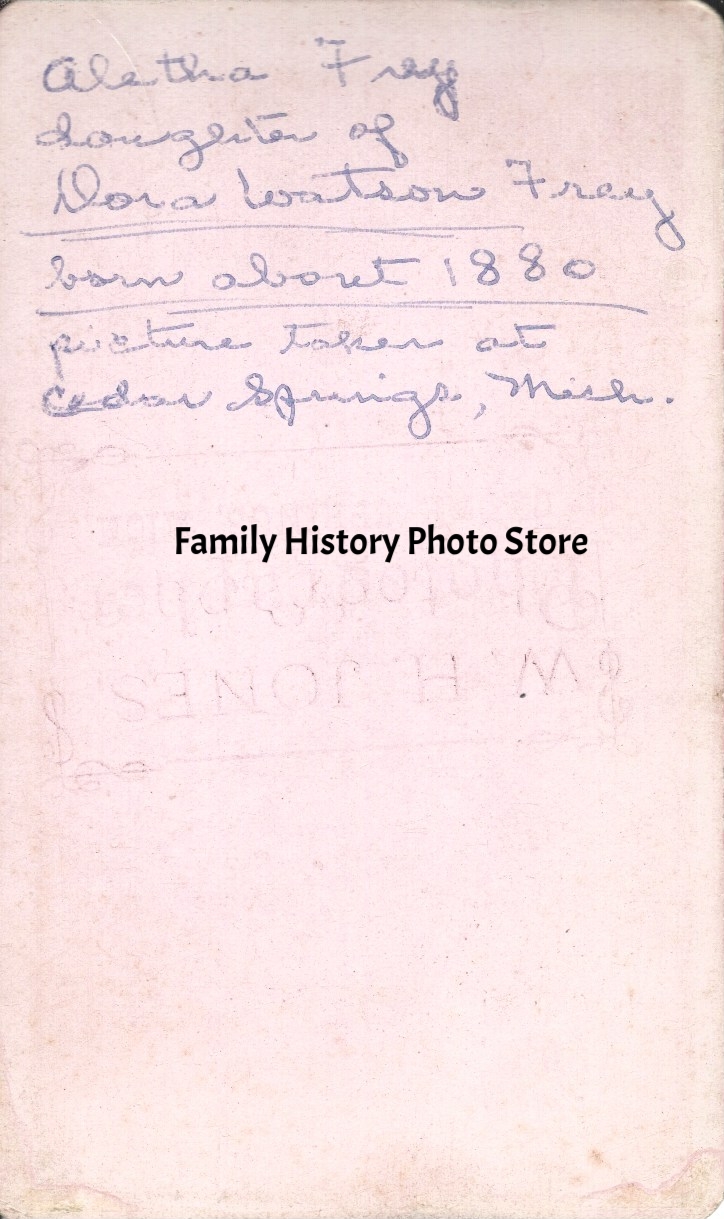 Aletha Frey
daughter of
Dora Watson Frey
born about 1880
picture taken at
Cedar Springs, Mich.
Family History Photo Store
Photographer
W. H. JONES